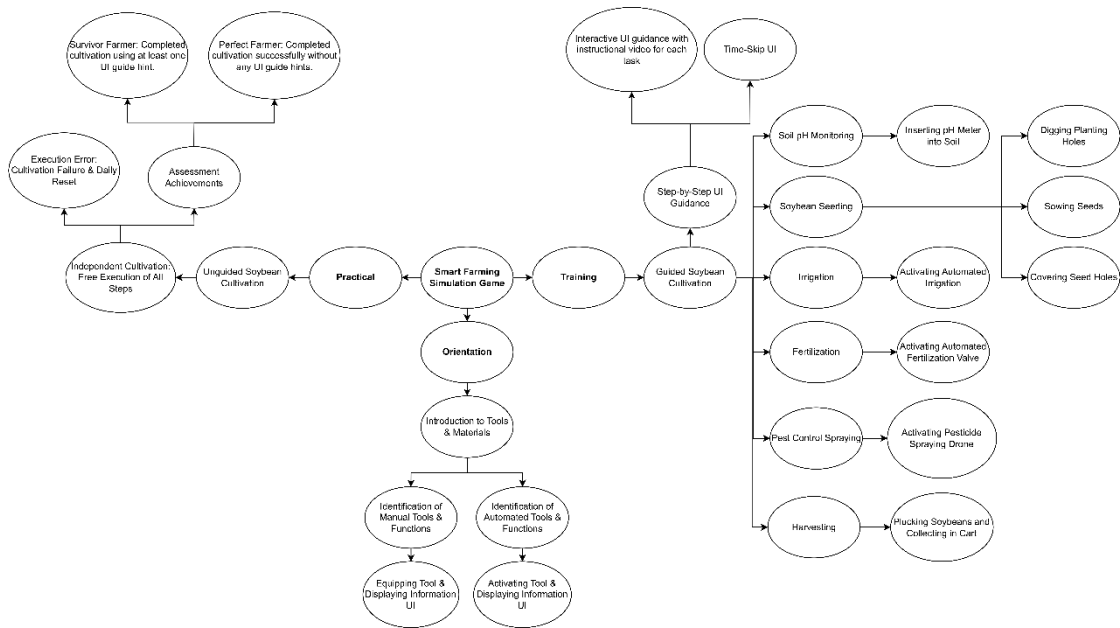 Survivor Farmer: Completed
cultivation using at least one
UI guide hint.
Perfect Farmer: Completed
cultivation successfully without
any UI guide hints.
Interactive UI guidance with
instructional video for each
task
Time-Skip UI
Execution Error:
Cultivation Failure & Daily
Reset
Assessment
Achievements
Step-by-Step UI
Guidance
Soil pH Monitoring
Inserting pH Meter
into Soil
Digging Planting
Holes
Soybean Seeding
Sowing Seeds
Independent Cultivation:
Free Execution of All
Steps
Unguided Soybean
Cultivation
Practical
Smart Farming
Simulation Game
Training
Guided Soybean
Cultivation
Irrigation
Activating Automated
Irrigation
Covering Seed Holes
Orientation
Fertilization
Activating Automated
Fertilization Valve
Introduction to Tools
& Materials
Pest Control Spraying
Activating Pesticide
Spraying Drone
Identification of
Manual Tools &
Functions
Identification of
Automated Tools &
Functions
Harvesting
Plucking Soybeans and
Collecting in Cart
Equipping Tool &
Displaying Information
UI
Activating Tool &
Displaying Information
UI